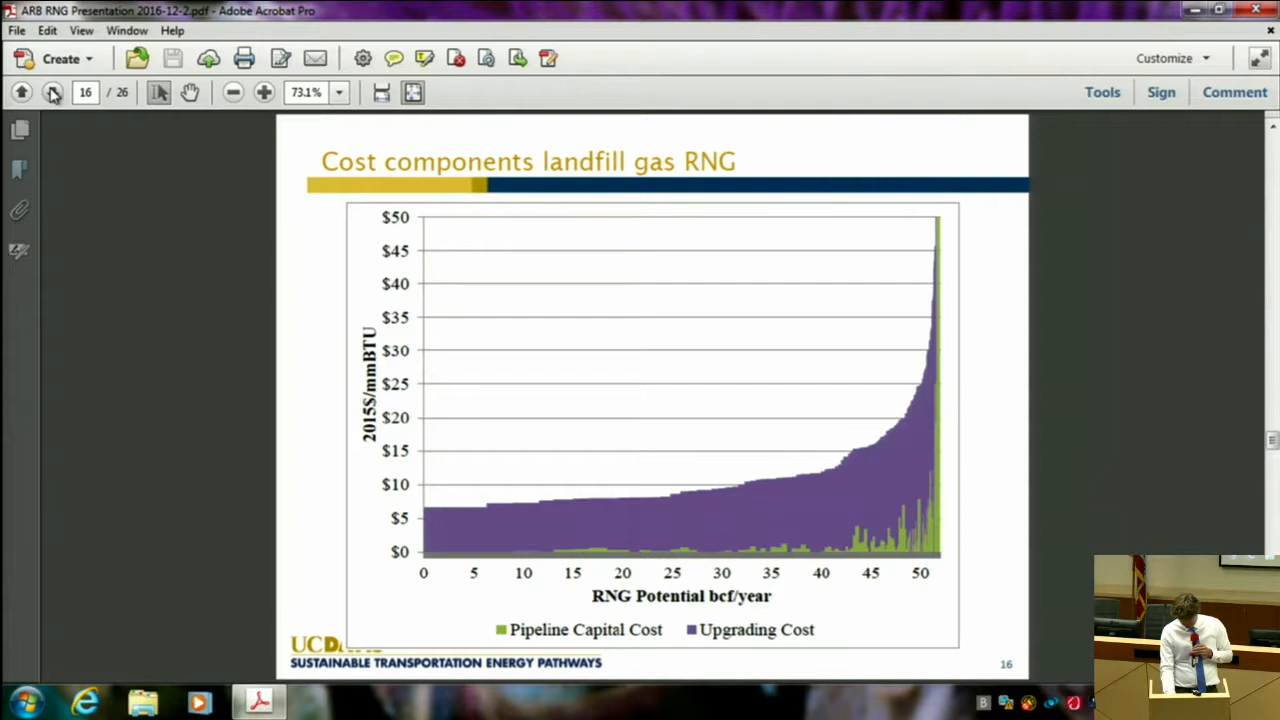 ARB RNG Presentation 2016-12-2.pdf - Adobe Acrobat Pro
File Edit View Window Help
Create Customize
16 / 26 73.1% Tools Sign Comment
Cost components landfill gas RNG
$50
$45
$40
$35
$30
$25
$20
$15
$10
$5
$0
2015$/mmBTU
0 5 10 15 20 25 30 35 40 45 50
RNG Potential bcf/year
Pipeline Capital Cost Upgrading Cost
SUSTAINABLE TRANSPORTATION ENERGY PATHWAYS
16